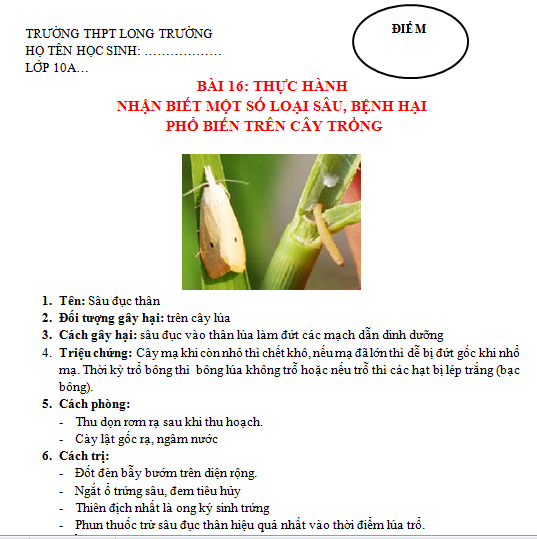 TRƯỜNG THPT LONG TRƯỜNG
HỌ TÊN HỌC SINH: ………………
LỚP 10A…
ĐIỂM
BÀI 16: THỰC HÀNH
NHẬN BIẾT MỘT SỐ LOẠI SÂU, BỆNH HẠI
PHỔ BIẾN TRÊN CÂY TRỒNG
1. Tên: Sâu đục thân
2. Đối tượng gây hại: trên cây lúa
3. Cách gây hại: sâu đục vào thân lúa làm đứt các mạch dẫn dinh dưỡng
4. Triệu chứng: Cây mạ khi còn nhỏ thì chết khô, nếu mạ đã lớn thì dễ bị đứt gốc khi nhổ
mạ. Thời kỳ trổ bông thì bông lúa không trổ hoặc nếu trổ thì các hạt bị lép trắng (bạc
bông).
5. Cách phòng:
- Thu dọn rơm rạ sau khi thu hoạch.
- Cày lật gốc rạ, ngâm nước
6. Cách trị:
- Đốt đèn bẫy bướm trên diện rộng.
- Ngắt ổ trứng sâu, đem tiêu hủy
- Thiên địch nhất là ong ký sinh trứng
- Phun thuốc trừ sâu đục thân hiệu quả nhất vào thời điểm lúa trổ.